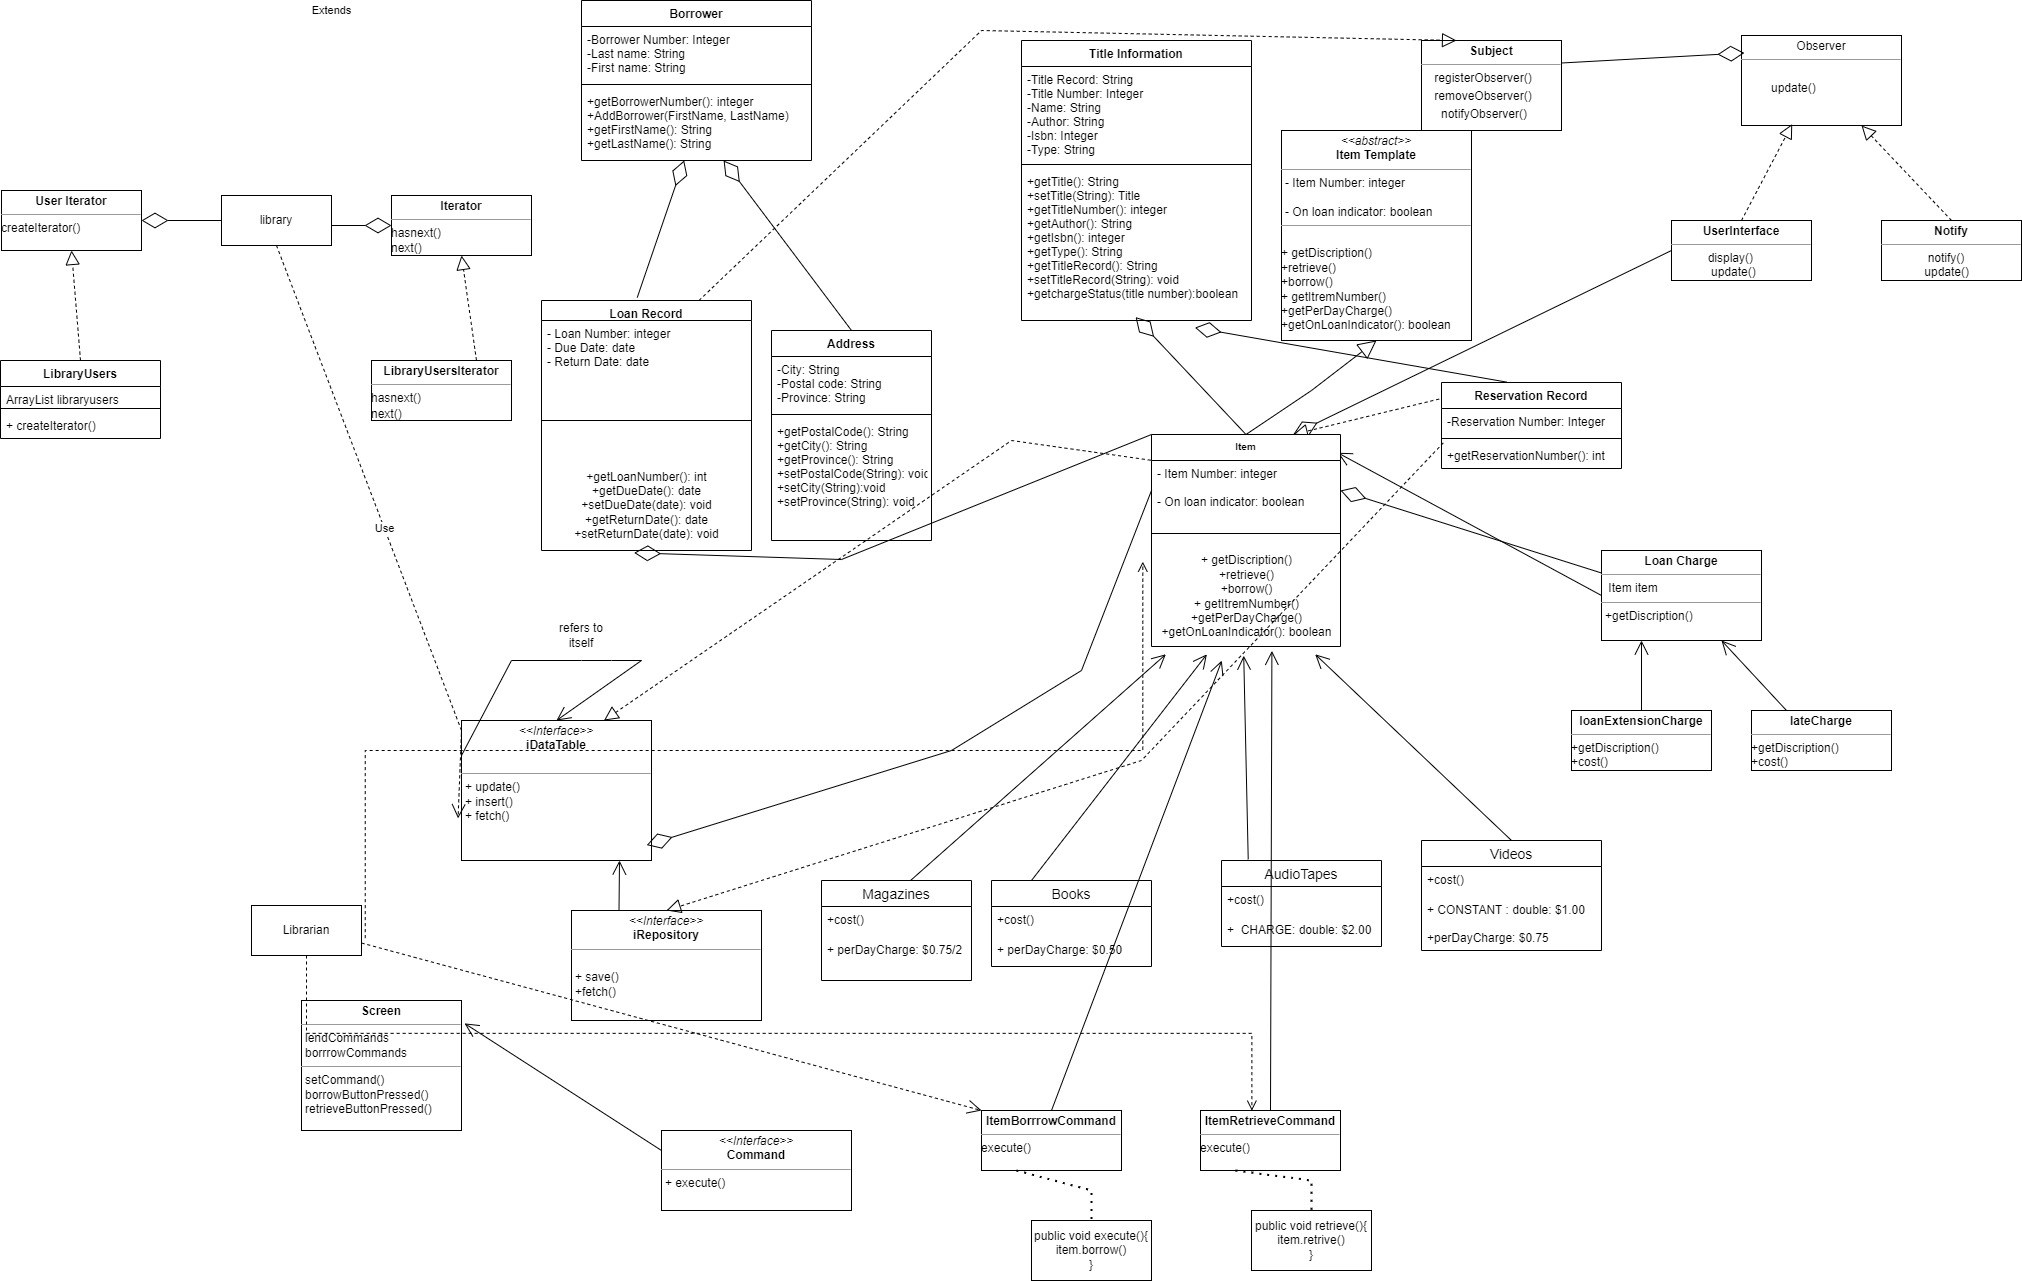 Extends
Borrower
-Borrower Number: Integer
-Last name: String
-First name: String
+getBorrowerNumber(): integer
+AddBorrower(FirstName, LastName)
+getFirstName(): String
+getLastName(): String
Title Information
-Title Record: String
-Title Number: Integer
-Name: String
-Author: String
-Isbn: Integer
-Type: String
+getTitle(): String
+setTitle(String): Title
+getTitleNumber(): integer
+getAuthor(): String
+getIsbn(): integer
+getType(): String
+getTitleRecord(): String
+setTitleRecord(String): void
+getchargeStatus(title number):boolean
Subject
registerObserver()
removeObserver()
notifyObserver()
Observer
update()
<<abstract>>
Item Template
- Item Number: integer
- On loan indicator: boolean
+ getDiscription()
+retrieve()
+borrow()
+ getItremNumber()
+getPerDayCharge()
+getOnLoanIndicator(): boolean
UserInterface
display()
update()
Notify
notify()
update()
User Iterator
createIterator()
library
Iterator
hasnext()
next()
LibraryUsers
ArrayList libraryusers
+ createIterator()
LibraryUsersIterator
hasnext()
next()
Loan Record
- Loan Number: integer
- Due Date: date
- Return Date: date
+getLoanNumber(): int
+getDueDate(): date
+setDueDate(date): void
+getReturnDate(): date
+setReturnDate(date): void
Address
-City: String
-Postal code: String
-Province: String
+getPostalCode(): String
+getCity(): String
+getProvince(): String
+setPostalCode(String): void
+setCity(String):void
+setProvince(String): void
Reservation Record
-Reservation Number: Integer
+getReservationNumber(): int
Item
- Item Number: integer
- On loan indicator: boolean
+ getDiscription()
+retrieve()
+borrow()
+ getItremNumber()
+getPerDayCharge()
+getOnLoanIndicator(): boolean
Use
Loan Charge
Item item
+getDiscription()
refers to
itself
loanExtensionCharge
+getDiscription()
+cost()
lateCharge
+getDiscription()
+cost()
<<Interface>>
iDataTable
+ update()
+ insert()
+ fetch()
Magazines
+cost()
+ perDayCharge: $0.75/2
Books
+cost()
+ perDayCharge: $0.50
AudioTapes
+cost()
+  CHARGE: double: $2.00
Videos
+cost()
+ CONSTANT : double: $1.00
+perDayCharge: $0.75
Librarian
<<Interface>>
iRepository
+ save()
+fetch()
Screen
lendCommands
borrrowCommands
setCommand()
borrowButtonPressed()
retrieveButtonPressed()
<<Interface>>
Command
+ execute()
ItemBorrrowCommand
execute()
ItemRetrieveCommand
execute()
public void execute(){
item.borrow()
}
public void retrieve(){
item.retrive()
}